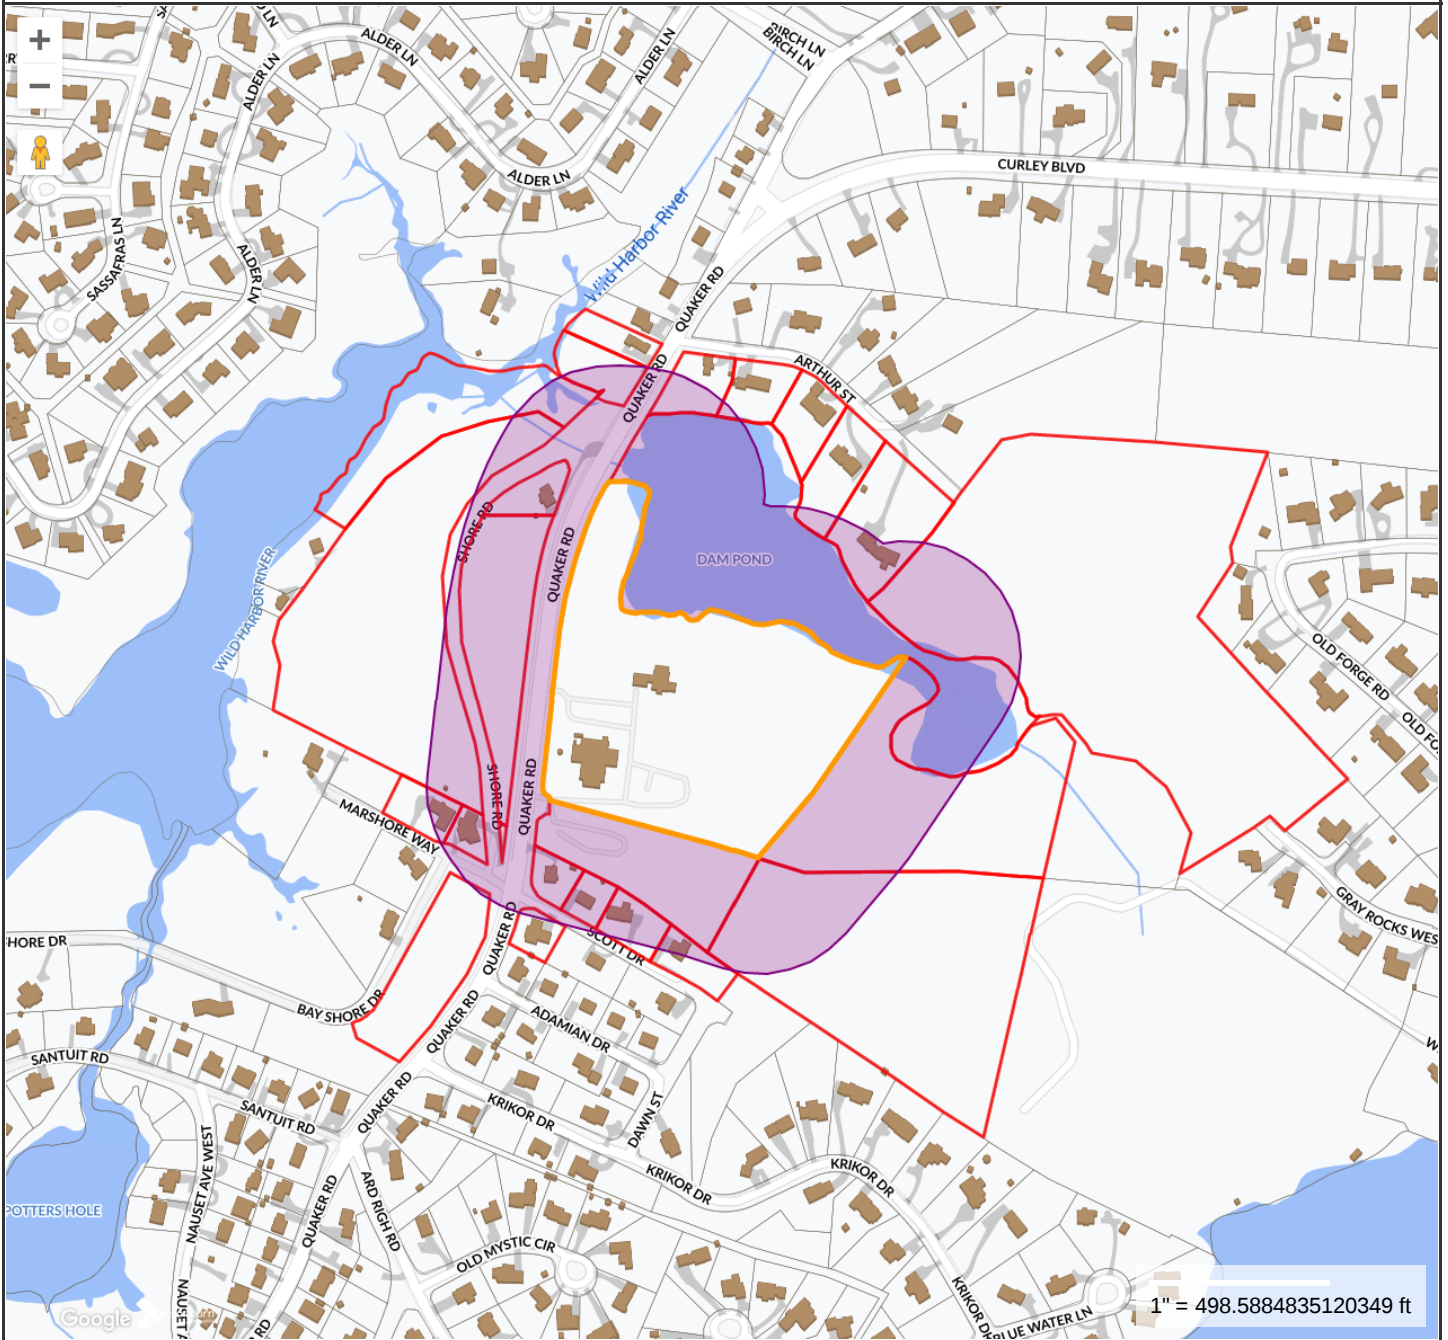 BIRCH LN
BIRCH LN
ALDER LN
ALDER LN
ALDER LN
ALDER LN
CURLEY BLVD
SASSAFRAS LN
ALDER LN
Wild Harbor River
QUAKER RD
QUAKER RD
ARTHUR ST
SHORE RD
QUAKER RD
DAM POND
WILD HARBOR RIVER
OLD FORGE RD
OLD FO
SHORE RD
QUAKER RD
MARSHORE WAY
GRAY ROCKS WES
HORE DR
QUAKER RD
SCOTT DR
BAY SHORE DR
QUAKER RD
ADAMIAN DR
SANTUIT RD
QUAKER RD
SANTUIT RD
KRIKOR DR
DAWN ST
NAUSET AVE WEST
KRIKOR DR
KRIKOR DR
POTTERS HOLE
QUAKER RD
ARD RIGH RD
OLD MYSTIC CIR
KRIKOR DR
BLUE WATER LN
NAUSET A
RD
Google
1" = 498.5884835120349 ft